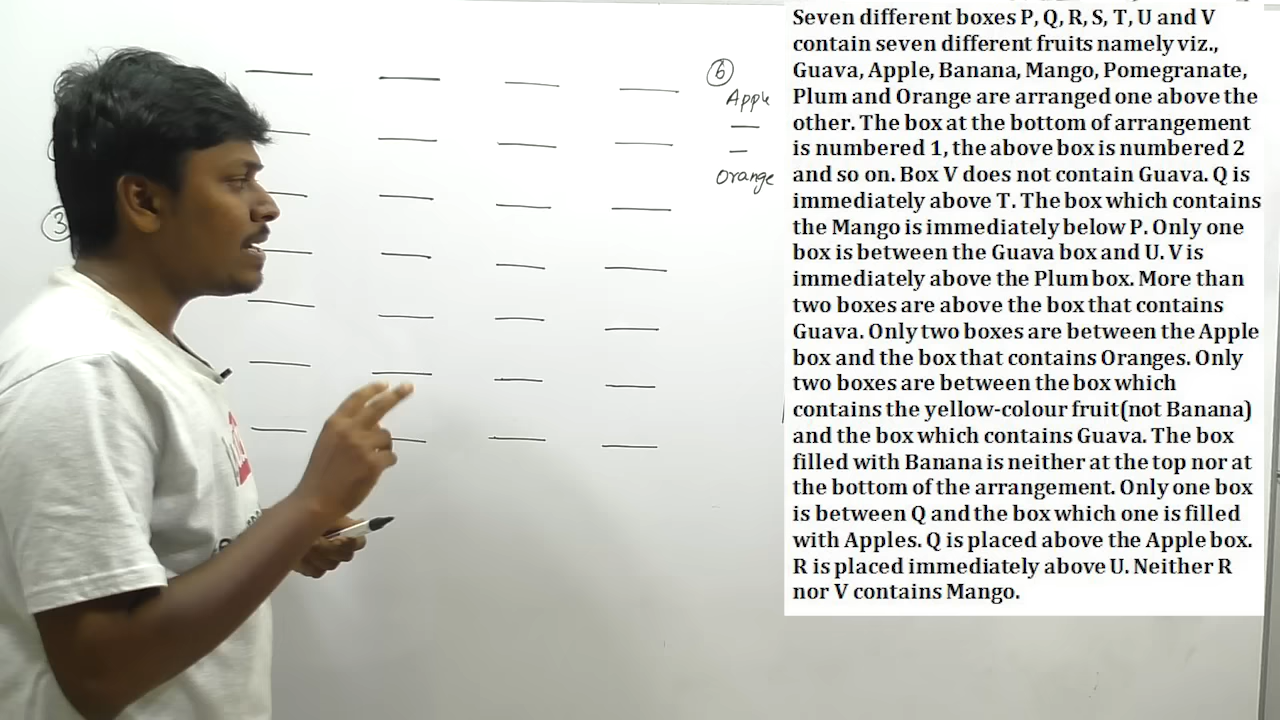 Seven different boxes P, Q, R, S, T, U and V
contain seven different fruits namely viz.,
Guava, Apple, Banana, Mango, Pomegranate,
Plum and Orange are arranged one above the
other. The box at the bottom of arrangement
is numbered 1, the above box is numbered 2
and so on. Box V does not contain Guava. Q is
immediately above T. The box which contains
the Mango is immediately below P. Only one
box is between the Guava box and U. V is
immediately above the Plum box. More than
two boxes are above the box that contains
Guava. Only two boxes are between the Apple
box and the box that contains Oranges. Only
two boxes are between the box which
contains the yellow-colour fruit(not Banana)
and the box which contains Guava. The box
filled with Banana is neither at the top nor at
the bottom of the arrangement. Only one box
is between Q and the box which one is filled
with Apples. Q is placed above the Apple box.
R is placed immediately above U. Neither R
nor V contains Mango.
6
Apple
Orange
3